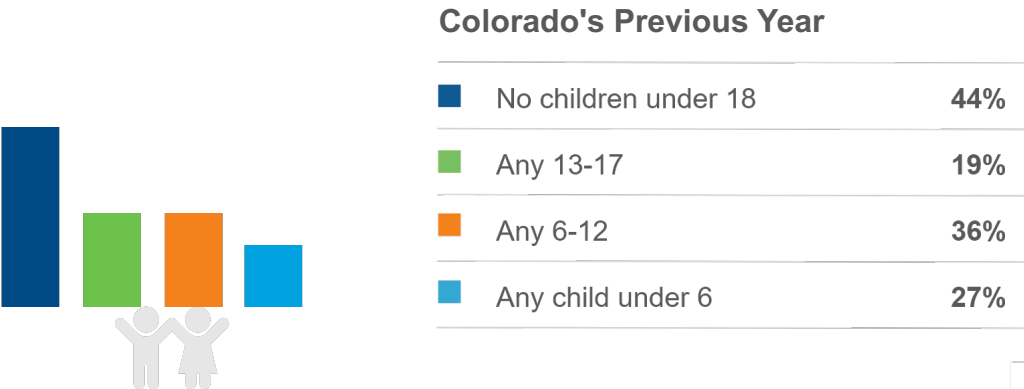 Colorado's Previous Year
No children under 18 44%
Any 13-17 19%
Any 6-12 36%
Any child under 6 27%